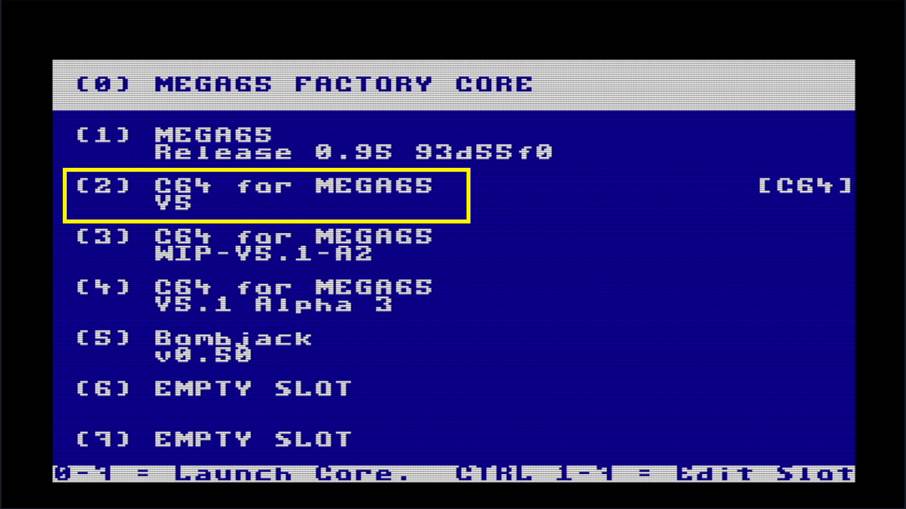 (0) MEGA65 FACTORY CORE
(1) MEGA65
Release 0.95 93d55f0
(2) C64 for MEGA65 [C64]
V5
(3) C64 for MEGA65
WIP-V5.1-A2
(4) C64 for MEGA65
V5.1 Alpha 3
(5) Bombjack
v0.50
(6) EMPTY SLOT
(7) EMPTY SLOT
0-7 = Launch Core. CTRL 1-7 = Edit Slot